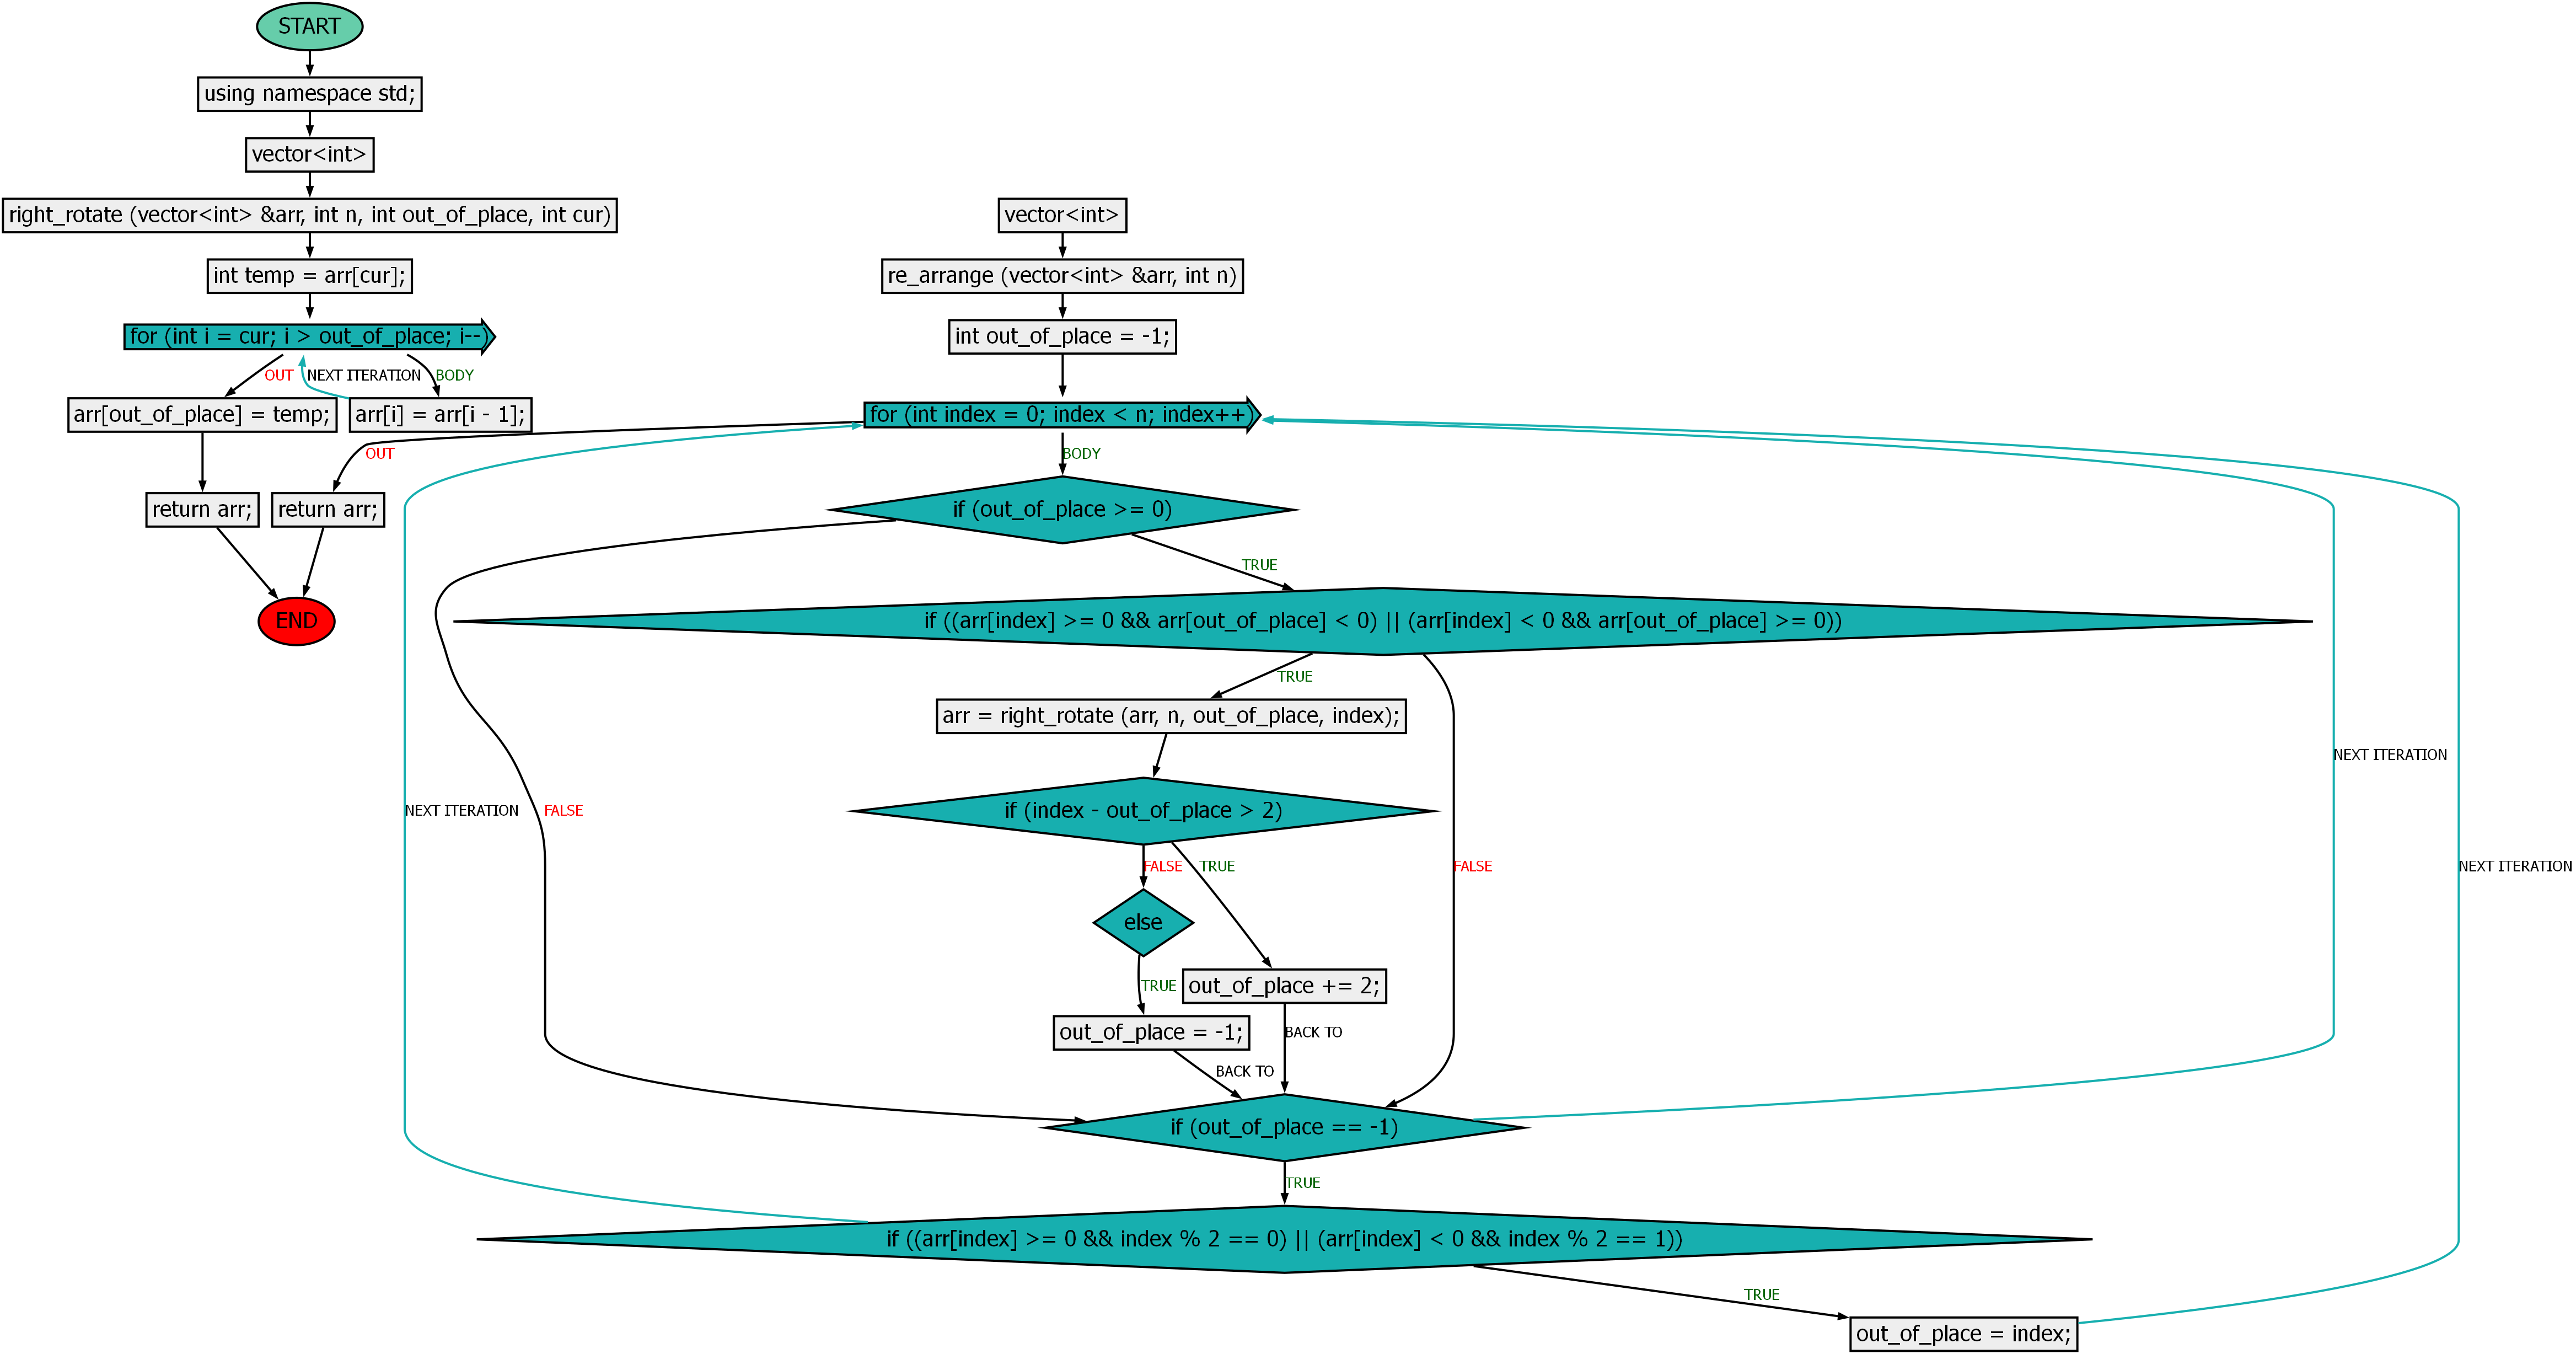 START
using namespace std;
vector<int>
right_rotate (vector<int> &arr, int n, int out_of_place, int cur)
int temp = arr[cur];
for (int i = cur; i > out_of_place; i--)
OUT
NEXT ITERATION
BODY
arr[out_of_place] = temp;
arr[i] = arr[i - 1];
return arr;
vector<int>
re_arrange (vector<int> &arr, int n)
int out_of_place = -1;
for (int index = 0; index < n; index++)
OUT
BODY
return arr;
END
if (out_of_place >= 0)
TRUE
FALSE
if ((arr[index] >= 0 && arr[out_of_place] < 0) || (arr[index] < 0 && arr[out_of_place] >= 0))
TRUE
FALSE
arr = right_rotate (arr, n, out_of_place, index);
if (index - out_of_place > 2)
FALSE
TRUE
else
TRUE
out_of_place += 2;
out_of_place = -1;
BACK TO
BACK TO
if (out_of_place == -1)
NEXT ITERATION
TRUE
if ((arr[index] >= 0 && index % 2 == 0) || (arr[index] < 0 && index % 2 == 1))
NEXT ITERATION
TRUE
out_of_place = index;
NEXT ITERATION